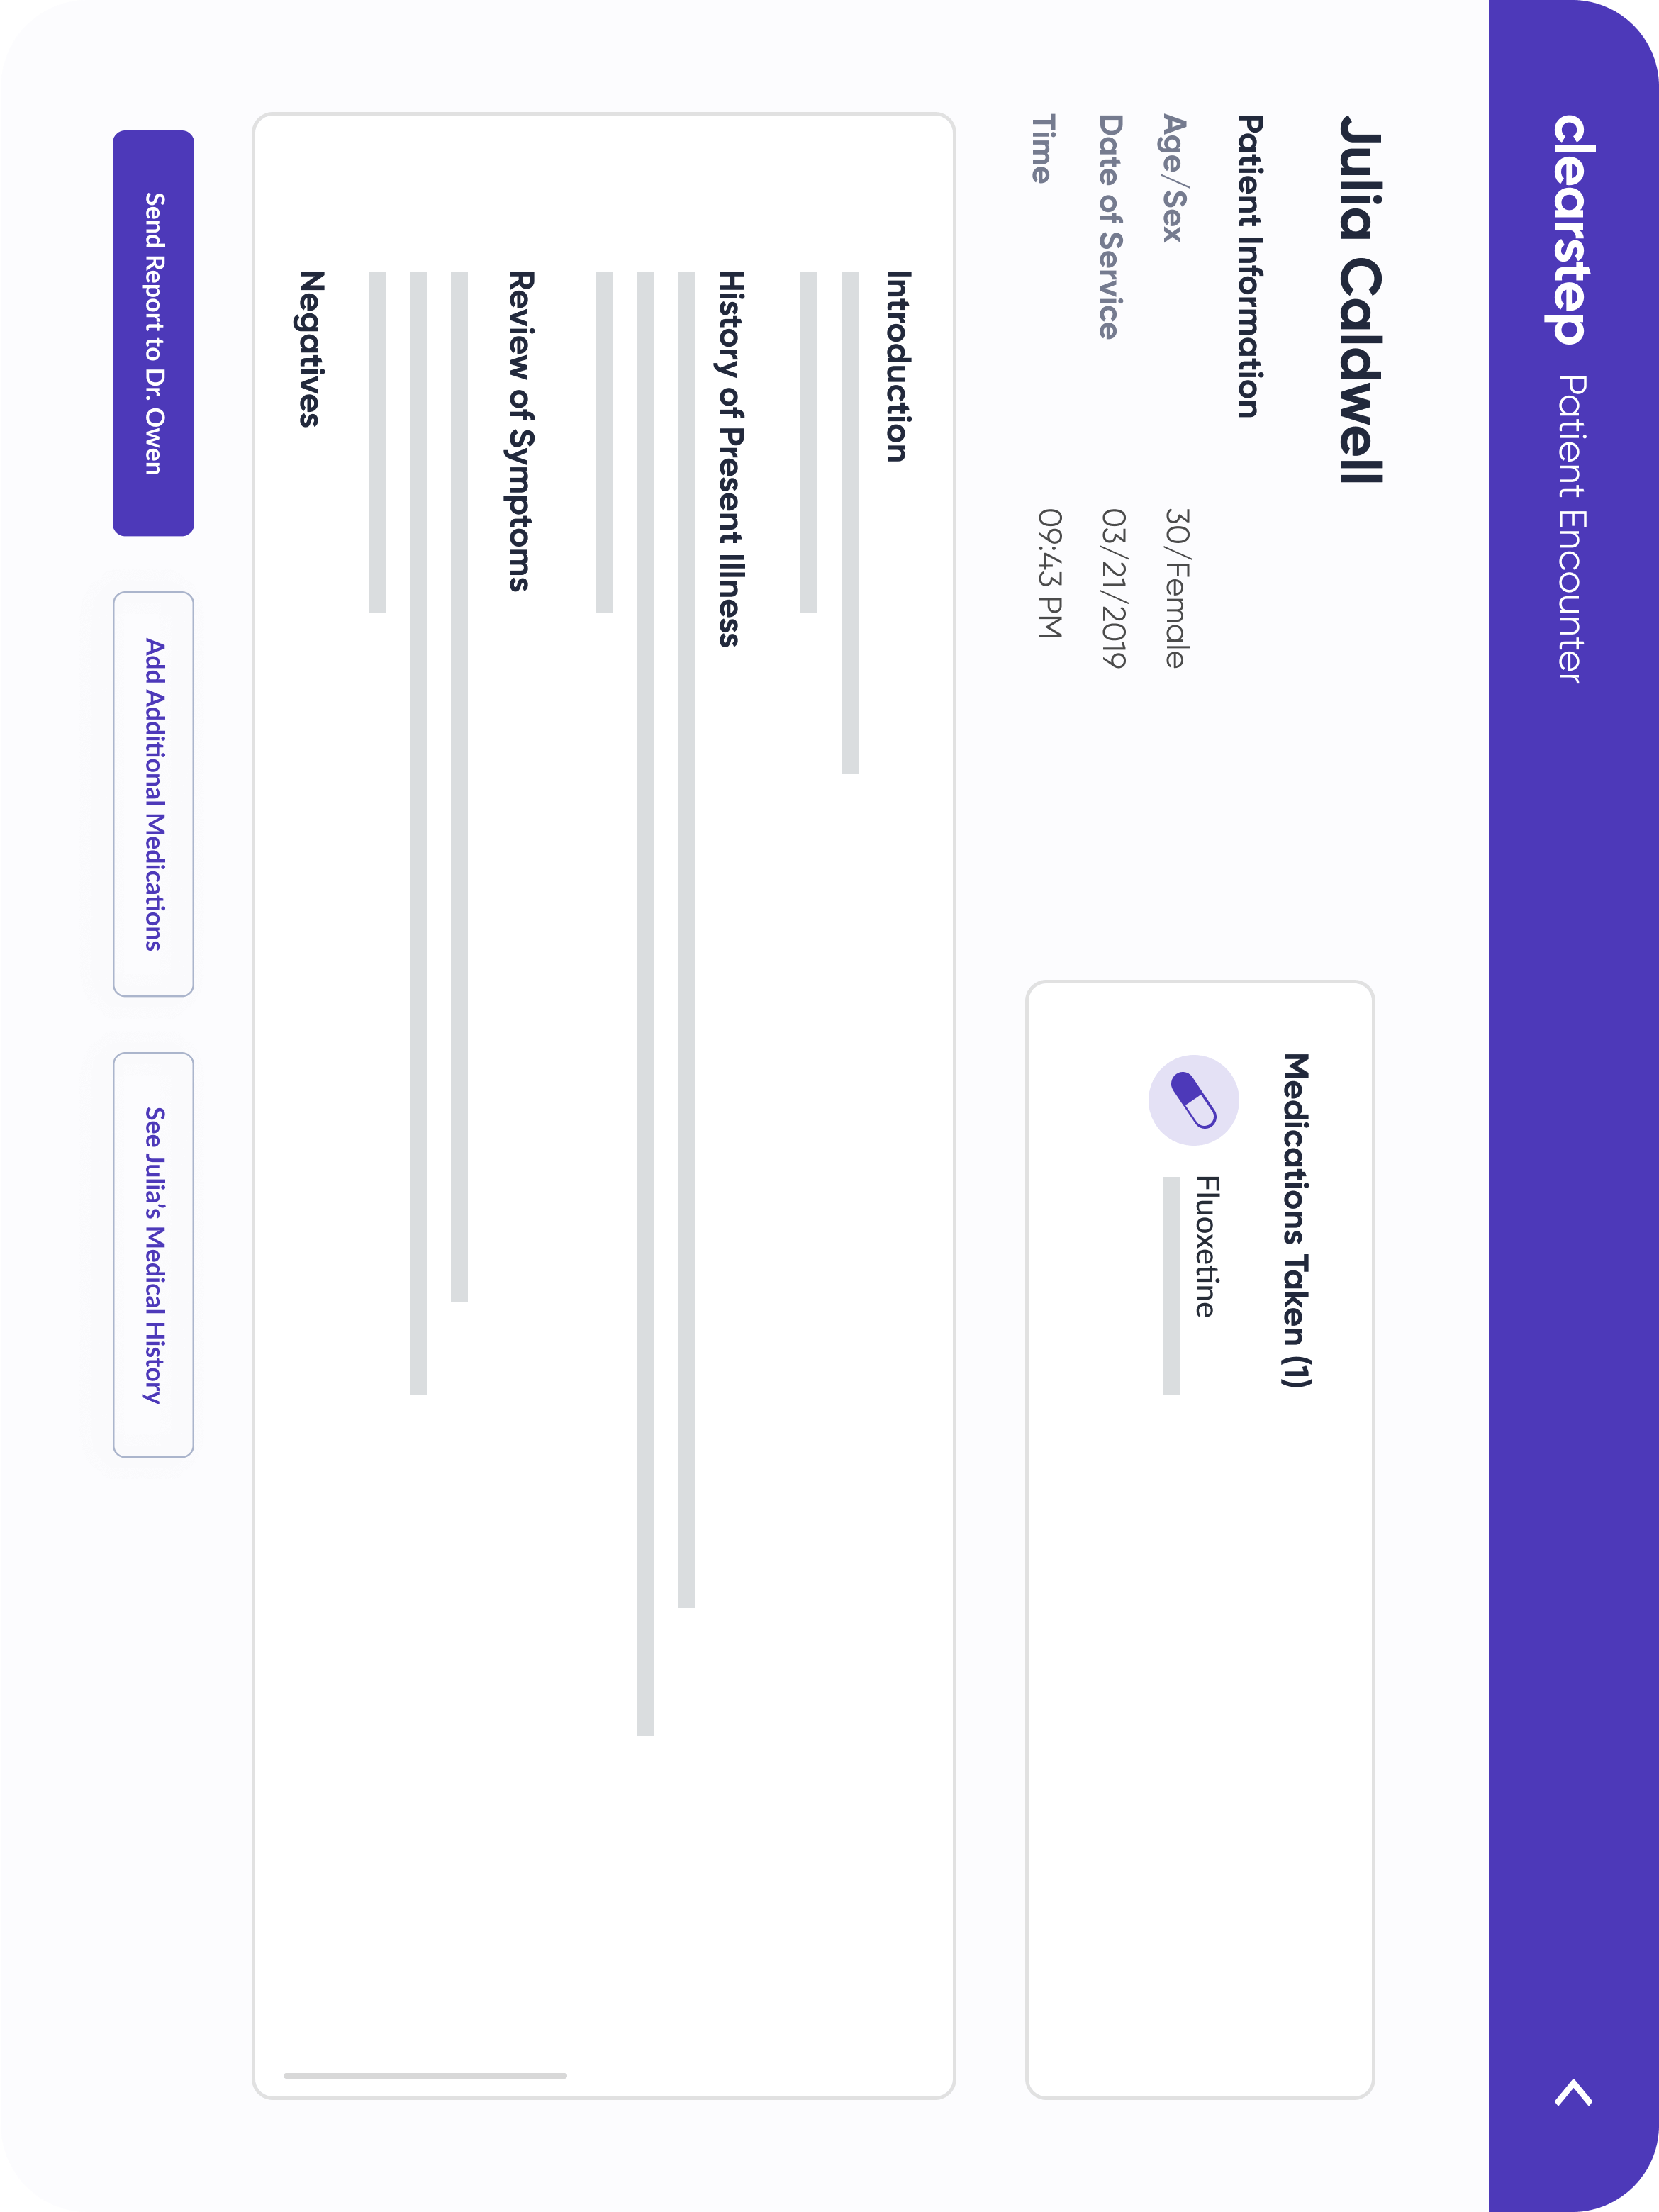 clearstep Patient Encounter
Julia Caldwell
Patient Information
Age/Sex 30/Female
Date of Service 03/21/2019
Time 09:43 PM
Medications Taken (1)
Fluoxetine
Introduction
History of Present Illness
Review of Symptoms
Negatives
Send Report to Dr. Owen
Add Additional Medications
See Julia’s Medical History